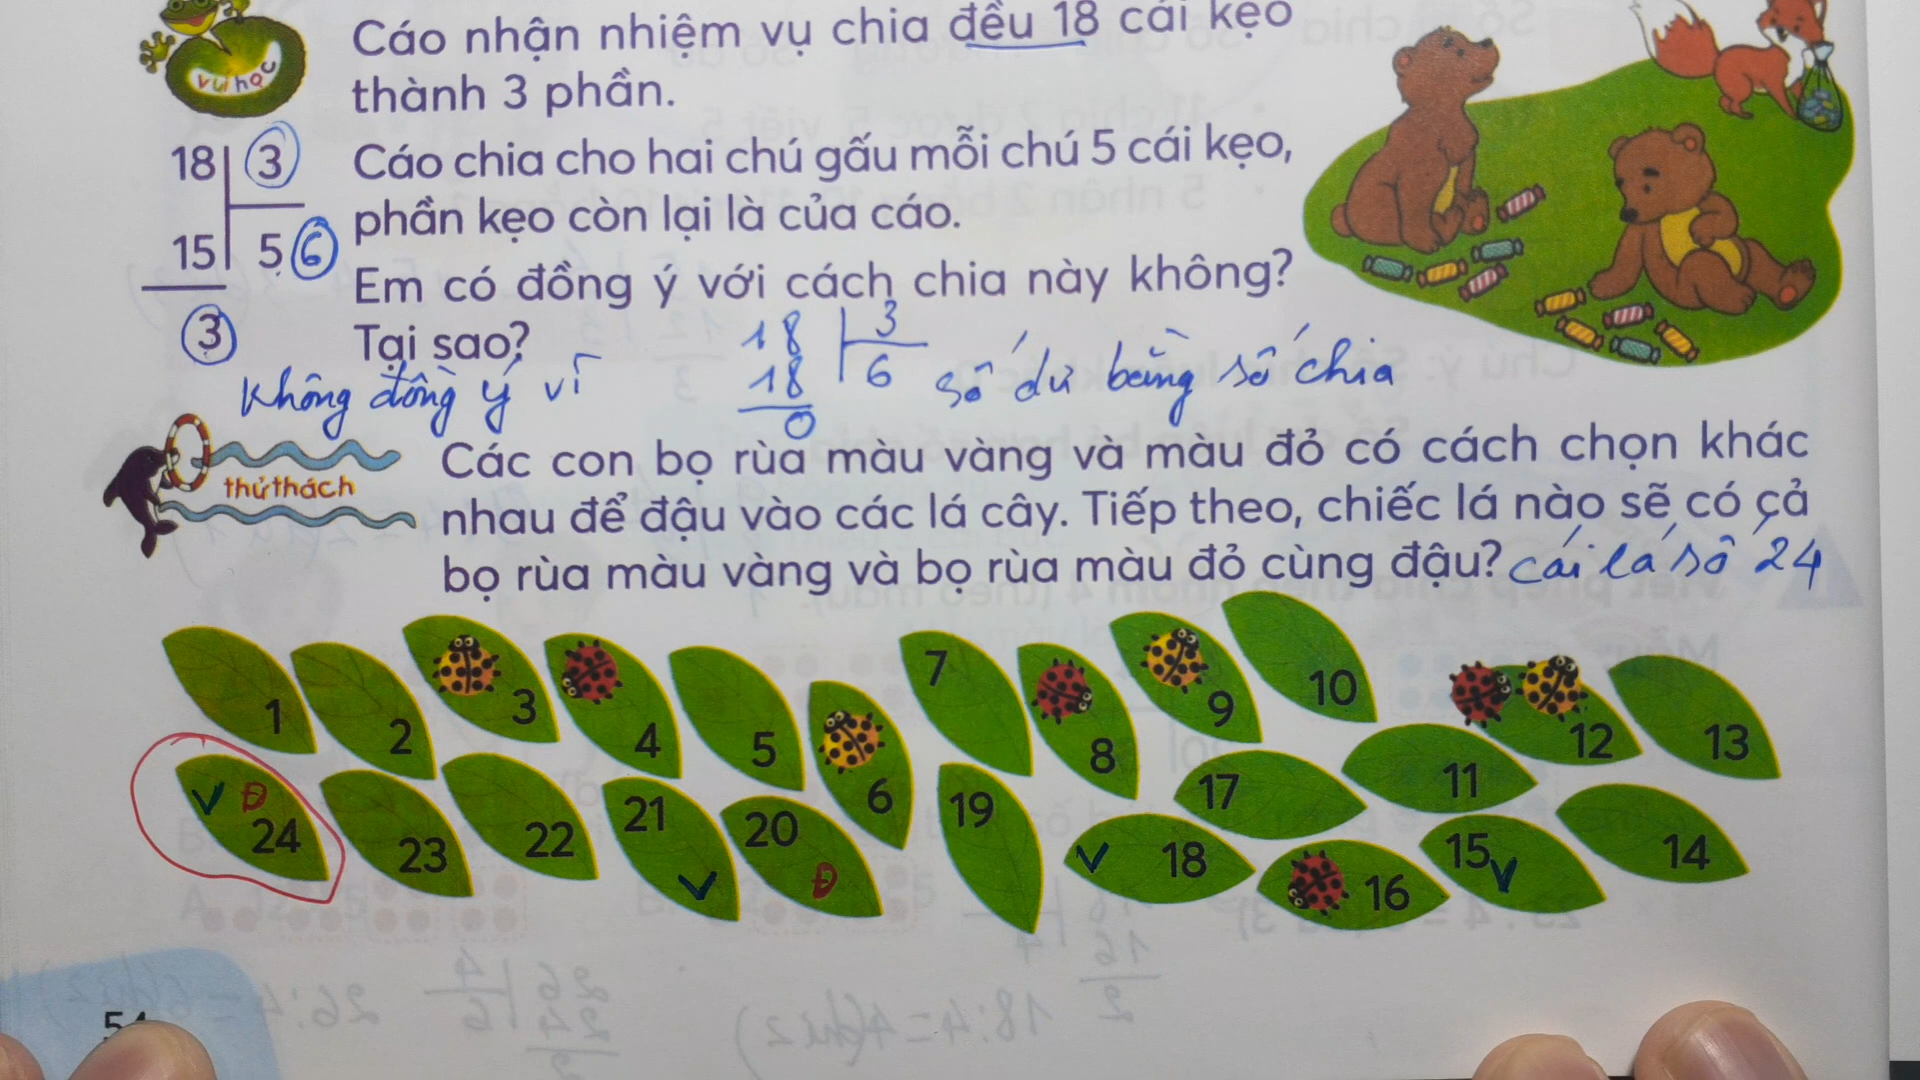 Cáo nhận nhiệm vụ chia đều 18 cái kẹo
thành 3 phần.
Vui học
18 3
15 5 6
3
Cáo chia cho hai chú gấu mỗi chú 5 cái kẹo,
phần kẹo còn lại là của cáo.
Em có đồng ý với cách chia này không?
Tại sao?
Không đồng ý vì
18 3
18 6
0
số dư bằng số chia
thử thách
Các con bọ rùa màu vàng và màu đỏ có cách chọn khác
nhau để đậu vào các lá cây. Tiếp theo, chiếc lá nào sẽ có cả
bọ rùa màu vàng và bọ rùa màu đỏ cùng đậu? cái lá số 24
1 2 3 4 5 6 7 8 9 10 11 12 13
V Đ
24 23 22 21 V 20 Đ 19 V 18 17 16 15 V 14
54